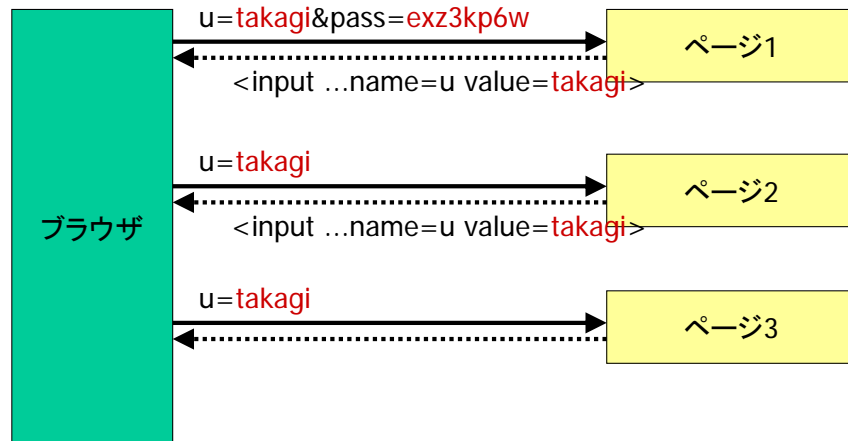 u=takagi&pass=exz3kp6w
ページ1
<input ...name=u value=takagi>
u=takagi
ページ2
ブラウザ
<input ...name=u value=takagi>
u=takagi
ページ3